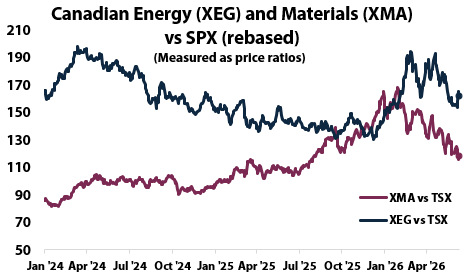 Canadian Energy (XEG) and Materials (XMA)
vs SPX (rebased)
(Measured as price ratios)
210
190
170
150
130
110
90
70
50
XMA vs TSX
XEG vs TSX
Jan '24 Apr '24 Jul '24 Oct '24 Jan '25 Apr '25 Jul '25 Oct '25 Jan '26 Apr '26